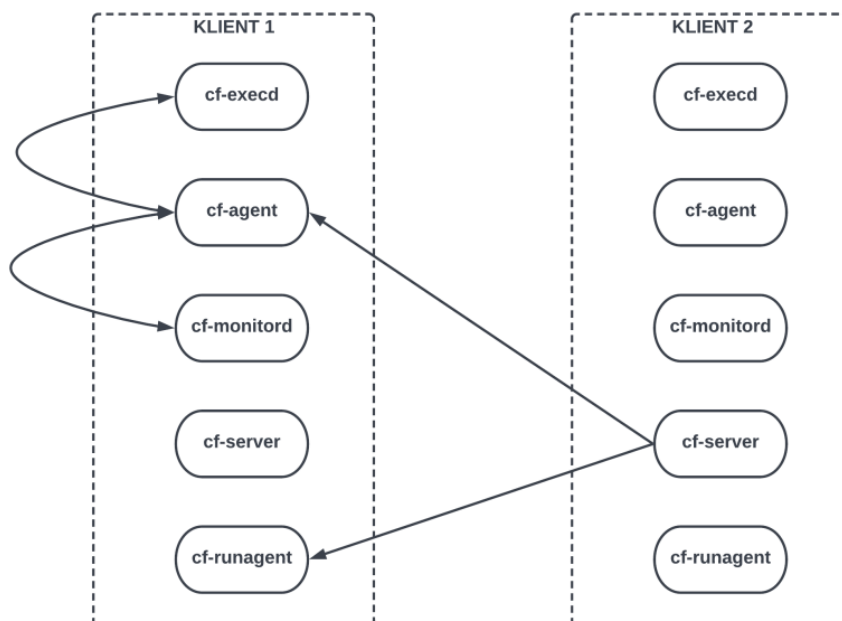 KLIENT 1
cf-execd
cf-agent
cf-monitord
cf-server
cf-runagent
KLIENT 2
cf-execd
cf-agent
cf-monitord
cf-server
cf-runagent